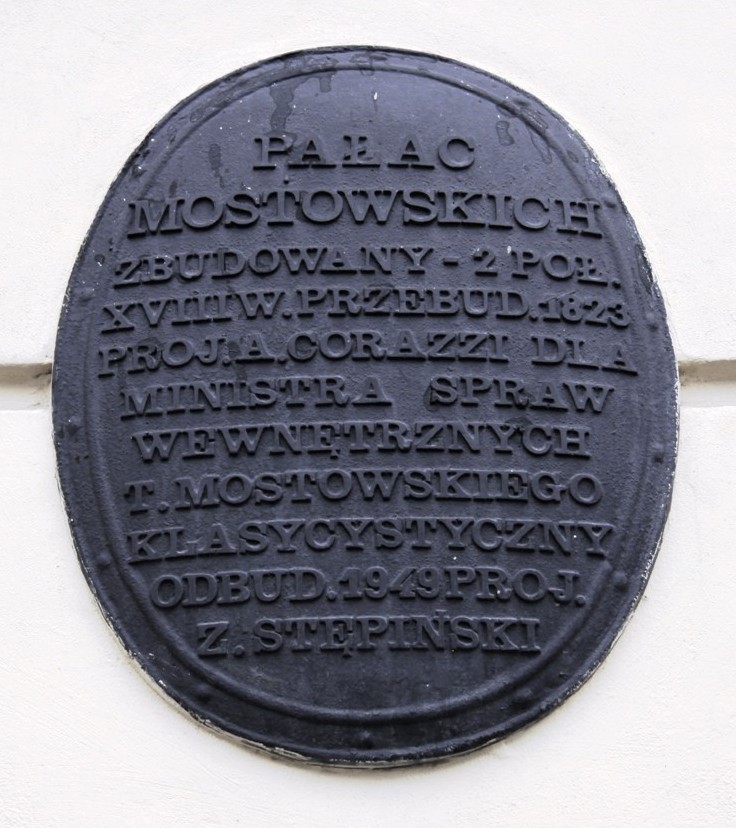 PAŁAC
MOSTOWSKICH
ZBUDOWANY - 2 POŁ.
XVIII W. PRZEBUD. 1823
PROJ. A. CORAZZI DLA
MINISTRA SPRAW
WEWNĘTRZNYCH
T. MOSTOWSKIEGO
KLASYCYSTYCZNY
ODBUD. 1949 PROJ.
Z. STĘPIŃSKI